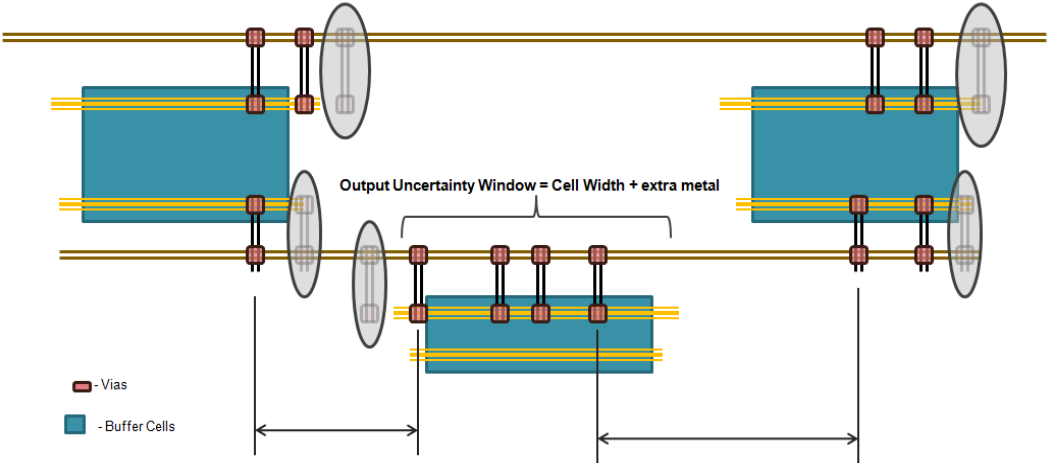 Output Uncertainty Window = Cell Width + extra metal
- Vias
- Buffer Cells